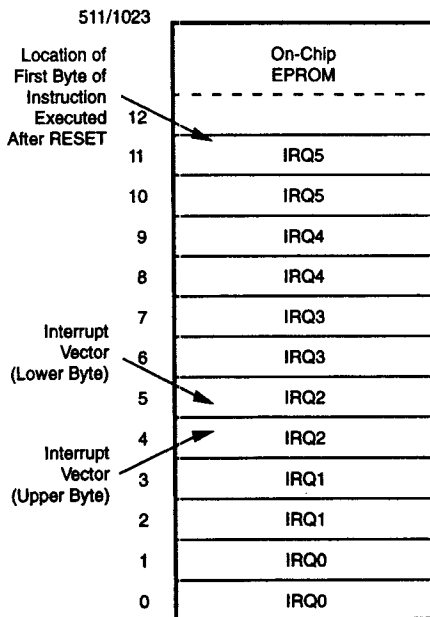 511/1023
Location of
First Byte of
Instruction
Executed
After RESET
On-Chip
EPROM
12
11 IRQ5
10 IRQ5
9 IRQ4
8 IRQ4
7 IRQ3
Interrupt
Vector
(Lower Byte)
6 IRQ3
5 IRQ2
4 IRQ2
Interrupt
Vector
(Upper Byte)
3 IRQ1
2 IRQ1
1 IRQ0
0 IRQ0